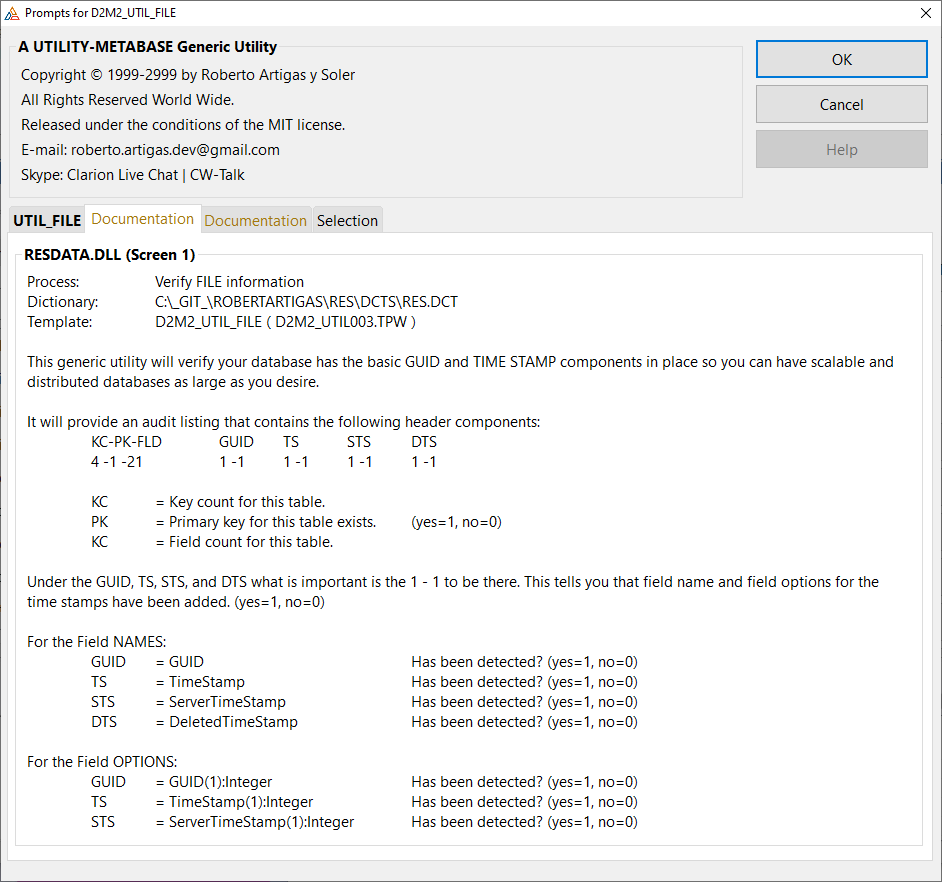 Prompts for D2M2_UTIL_FILE
A UTILITY-METABASE Generic Utility
Copyright © 1999-2999 by Roberto Artigas y Soler
All Rights Reserved World Wide.
Released under the conditions of the MIT license.
E-mail: roberto.artigas.dev@gmail.com
Skype: Clarion Live Chat | CW-Talk
OK
Cancel
Help
UTIL_FILE Documentation Documentation Selection
RESDATA.DLL (Screen 1)
Process: Verify FILE information
Dictionary: C:\_GIT_\ROBERTARTIGAS\RES\DCTS\RES.DCT
Template: D2M2_UTIL_FILE ( D2M2_UTIL003.TPW )
This generic utility will verify your database has the basic GUID and TIME STAMP components in place so you can have scalable and
distributed databases as large as you desire.
It will provide an audit listing that contains the following header components:
KC-PK-FLD GUID TS STS DTS
4 -1 -21 1 -1 1 -1 1 -1 1 -1
KC = Key count for this table.
PK = Primary key for this table exists. (yes=1, no=0)
KC = Field count for this table.
Under the GUID, TS, STS, and DTS what is important is the 1 - 1 to be there. This tells you that field name and field options for the
time stamps have been added. (yes=1, no=0)
For the Field NAMES:
GUID = GUID Has been detected? (yes=1, no=0)
TS = TimeStamp Has been detected? (yes=1, no=0)
STS = ServerTimeStamp Has been detected? (yes=1, no=0)
DTS = DeletedTimeStamp Has been detected? (yes=1, no=0)
For the Field OPTIONS:
GUID = GUID(1):Integer Has been detected? (yes=1, no=0)
TS = TimeStamp(1):Integer Has been detected? (yes=1, no=0)
STS = ServerTimeStamp(1):Integer Has been detected? (yes=1, no=0)